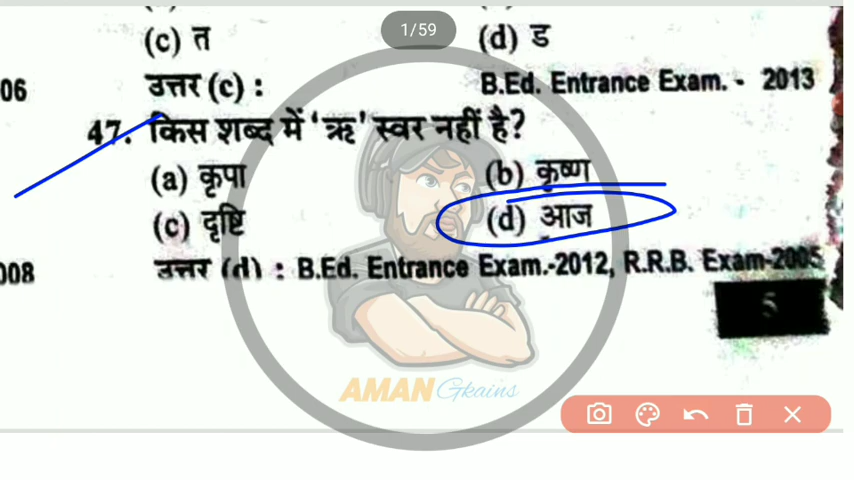 1/59
(c) त (d) ड
06
उत्तर (c) : B.Ed. Entrance Exam. - 2013
47. किस शब्द में 'ऋ' स्वर नहीं है?
(a) कृपा (b) कृष्ण
(c) दृष्टि (d) आज
008
उत्तर (d) : B.Ed. Entrance Exam.-2012, R.R.B. Exam-2005
5
AMAN Gkains